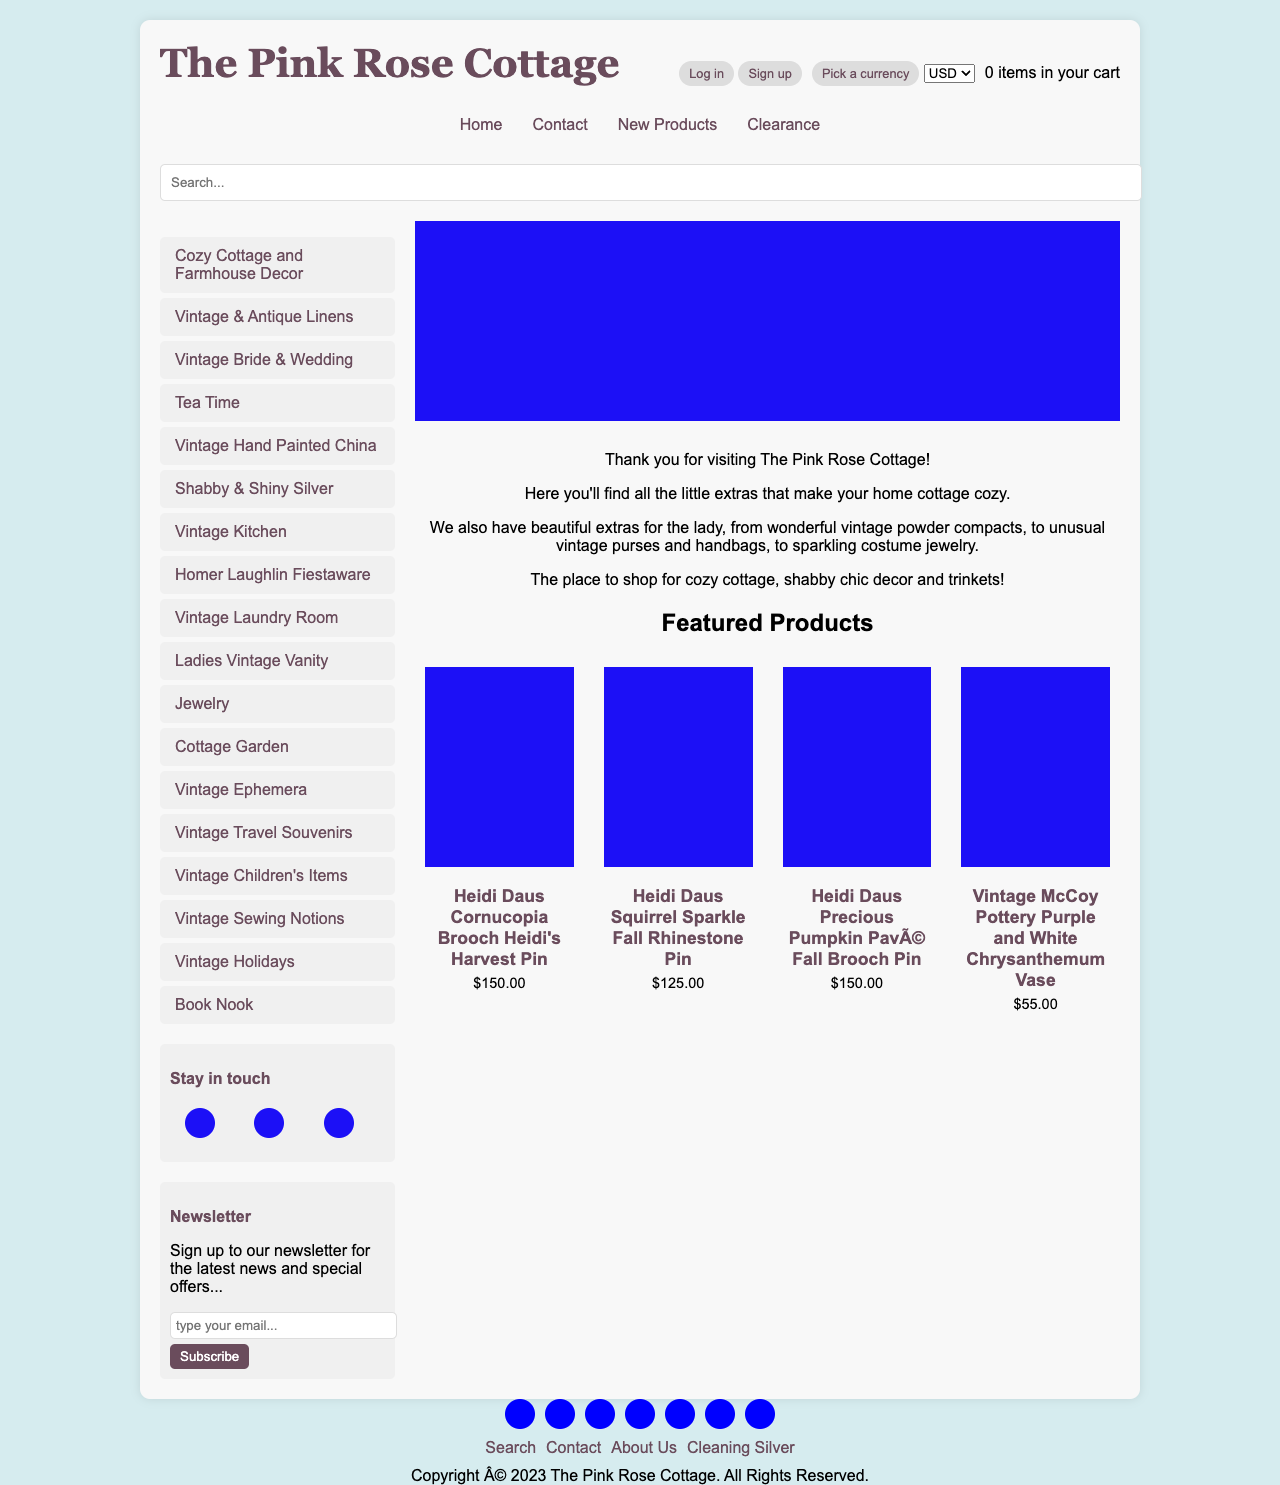 The Pink Rose Cottage
Log in
Sign up
Pick a currency
USD
0 items in your cart
Home
Contact
New Products
Clearance
Search...
Cozy Cottage and
Farmhouse Decor
Vintage & Antique Linens
Vintage Bride & Wedding
Tea Time
Vintage Hand Painted China
Shabby & Shiny Silver
Vintage Kitchen
Homer Laughlin Fiestaware
Vintage Laundry Room
Ladies Vintage Vanity
Jewelry
Cottage Garden
Vintage Ephemera
Vintage Travel Souvenirs
Vintage Children's Items
Vintage Sewing Notions
Vintage Holidays
Book Nook
Stay in touch
Newsletter
Sign up to our newsletter for
the latest news and special
offers...
type your email...
Subscribe
Thank you for visiting The Pink Rose Cottage!
Here you'll find all the little extras that make your home cottage cozy.
We also have beautiful extras for the lady, from wonderful vintage powder compacts, to unusual
vintage purses and handbags, to sparkling costume jewelry.
The place to shop for cozy cottage, shabby chic decor and trinkets!
Featured Products
Heidi Daus
Cornucopia
Brooch Heidi's
Harvest Pin
$150.00
Heidi Daus
Squirrel Sparkle
Fall Rhinestone
Pin
$125.00
Heidi Daus
Precious
Pumpkin PavÃ©
Fall Brooch Pin
$150.00
Vintage McCoy
Pottery Purple
and White
Chrysanthemum
Vase
$55.00
Search
Contact
About Us
Cleaning Silver
Copyright Â© 2023 The Pink Rose Cottage. All Rights Reserved.